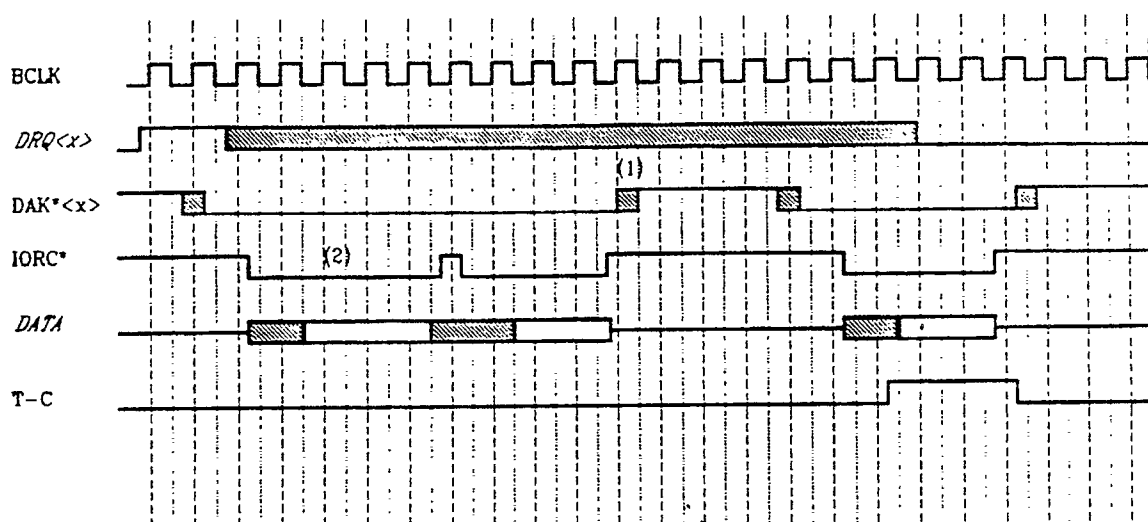 BCLK
DRQ<x>
(1)
DAK*<x>
IORC*
(2)
DATA
T-C